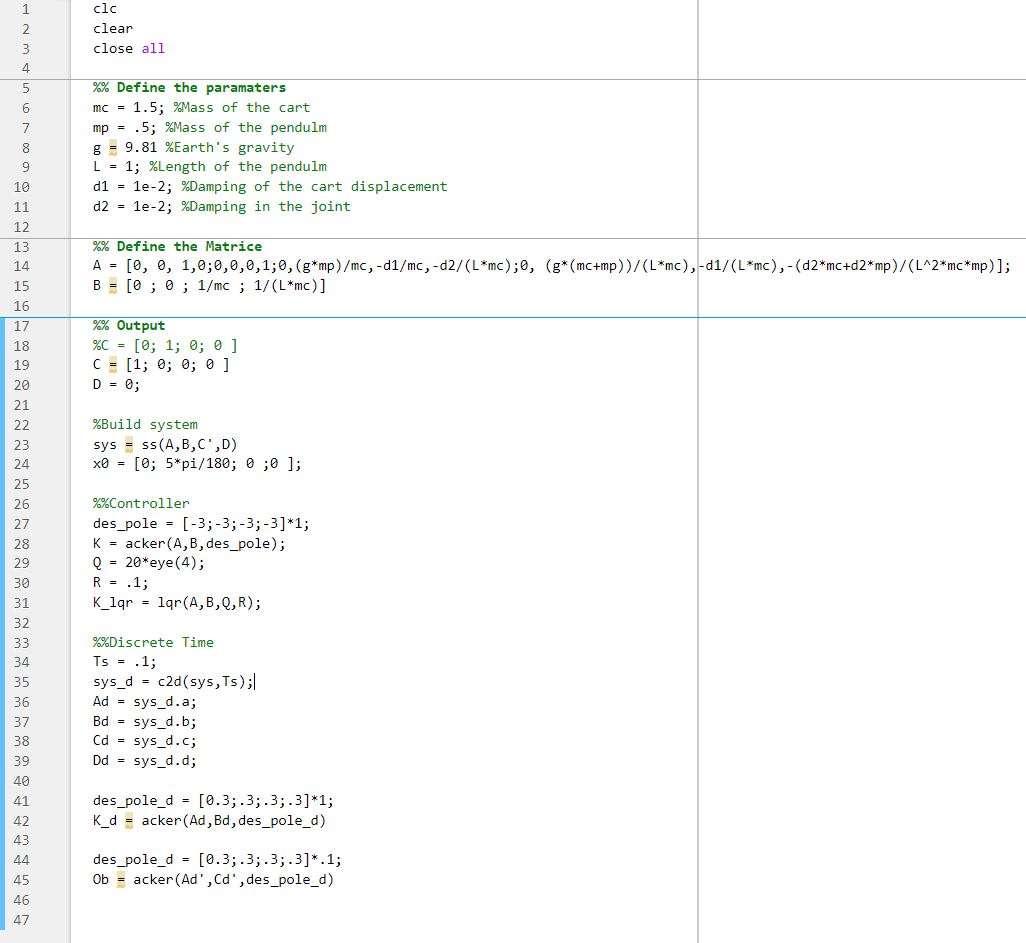 1 clc
2 clear
3 close all
4
5 %% Define the paramaters
6 mc = 1.5; %Mass of the cart
7 mp = .5; %Mass of the pendulm
8 g = 9.81 %Earth's gravity
9 L = 1; %Length of the pendulm
10 d1 = 1e-2; %Damping of the cart displacement
11 d2 = 1e-2; %Damping in the joint
12
13 %% Define the Matrice
14 A = [0, 0, 1,0;0,0,0,1;0,(g*mp)/mc,-d1/mc,-d2/(L*mc);0, (g*(mc+mp))/(L*mc),-d1/(L*mc),-(d2*mc+d2*mp)/(L^2*mc*mp)];
15 B = [0 ; 0 ; 1/mc ; 1/(L*mc)]
16
17 %% Output
18 %C = [0; 1; 0; 0 ]
19 C = [1; 0; 0; 0 ]
20 D = 0;
21
22 %Build system
23 sys = ss(A,B,C',D)
24 x0 = [0; 5*pi/180; 0 ;0 ];
25
26 %%Controller
27 des_pole = [-3;-3;-3;-3]*1;
28 K = acker(A,B,des_pole);
29 Q = 20*eye(4);
30 R = .1;
31 K_lqr = lqr(A,B,Q,R);
32
33 %%Discrete Time
34 Ts = .1;
35 sys_d = c2d(sys,Ts);
36 Ad = sys_d.a;
37 Bd = sys_d.b;
38 Cd = sys_d.c;
39 Dd = sys_d.d;
40
41 des_pole_d = [0.3;.3;.3;.3]*1;
42 K_d = acker(Ad,Bd,des_pole_d)
43
44 des_pole_d = [0.3;.3;.3;.3]*.1;
45 Ob = acker(Ad',Cd',des_pole_d)
46
47